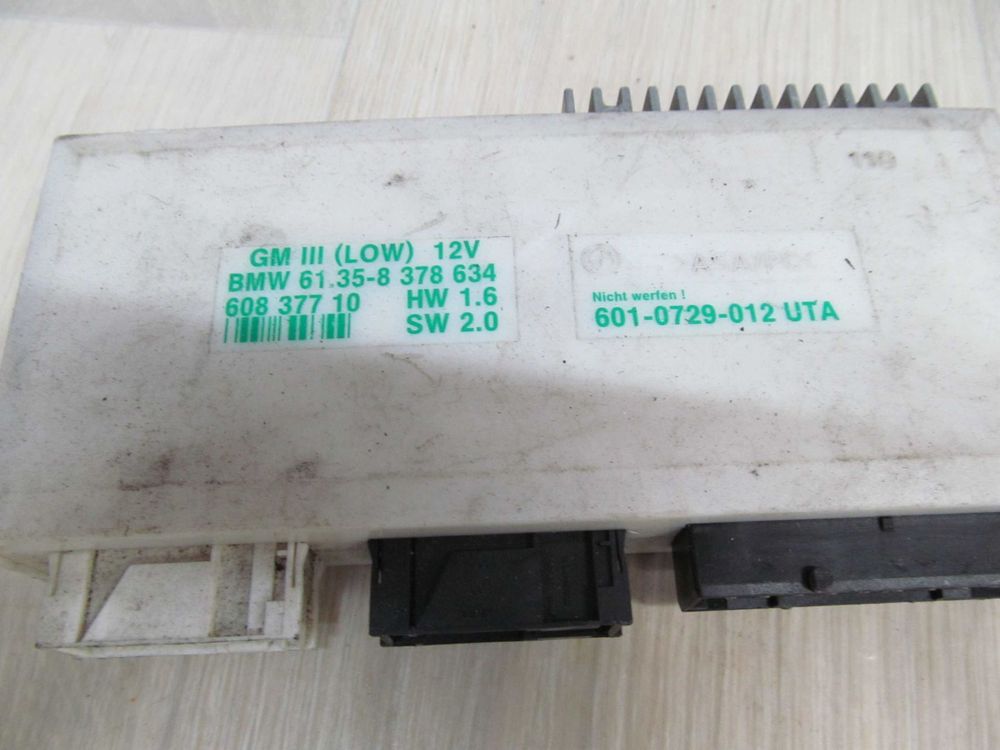 GM III (LOW) 12V
BMW 61.35-8 378 634
608 377 10 HW 1.6
SW 2.0
Nicht werfen !
601-0729-012 UTA